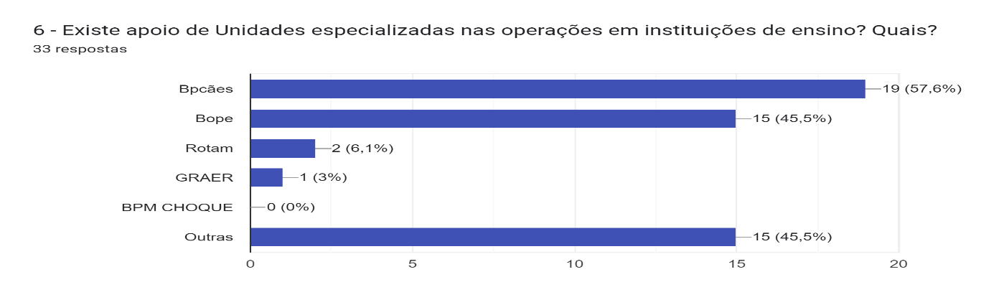 6 - Existe apoio de Unidades especializadas nas operações em instituições de ensino? Quais?
33 respostas
Bpcães 19 (57,6%)
Bope 15 (45,5%)
Rotam 2 (6,1%)
GRAER 1 (3%)
BPM CHOQUE 0 (0%)
Outras 15 (45,5%)
0 5 10 15 20